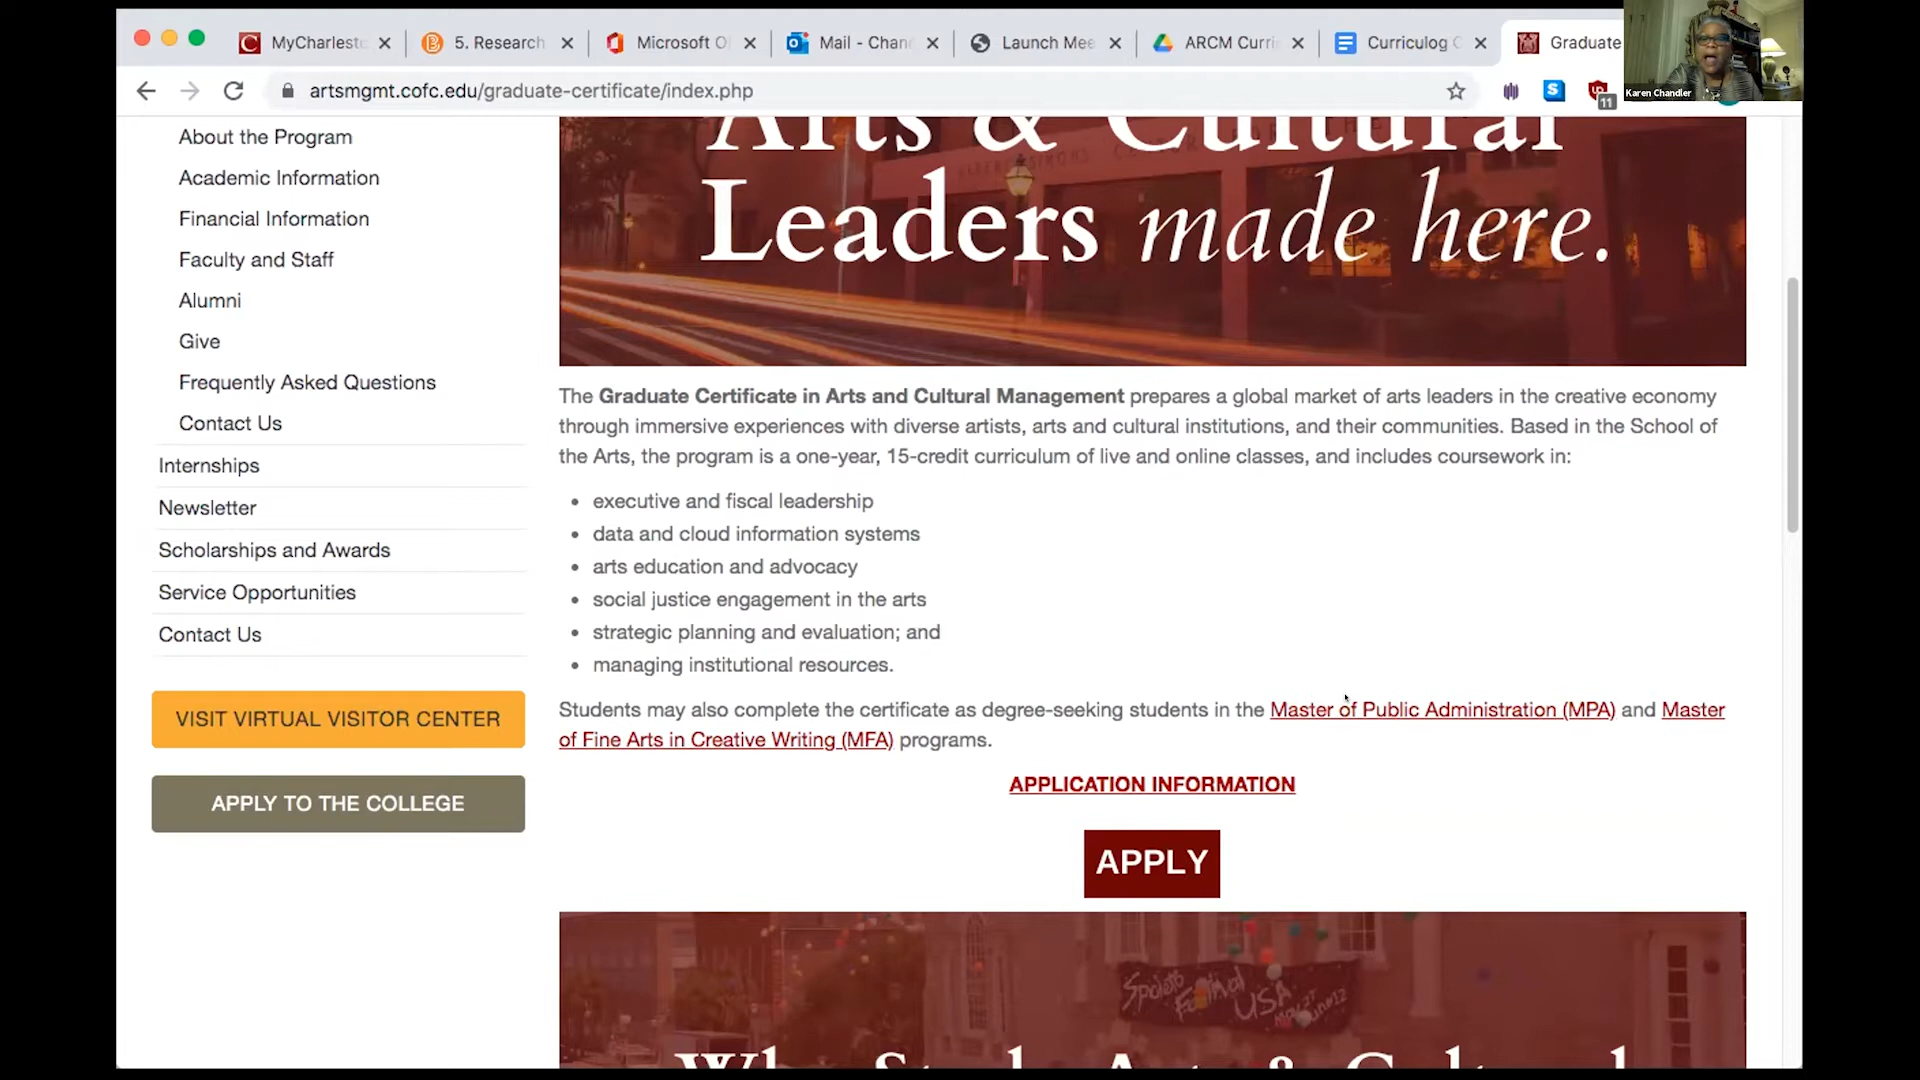 MyCharlest
5. Research
Microsoft O
Mail - Chan
Launch Mee
ARCM Curri
Curriculog
Graduate
artsmgmt.cofc.edu/graduate-certificate/index.php
11
Karen Chandler
About the Program
Academic Information
Financial Information
Faculty and Staff
Alumni
Give
Frequently Asked Questions
Contact Us
Internships
Newsletter
Scholarships and Awards
Service Opportunities
Contact Us
VISIT VIRTUAL VISITOR CENTER
APPLY TO THE COLLEGE
Arts & Cultural
Leaders made here.
The Graduate Certificate in Arts and Cultural Management prepares a global market of arts leaders in the creative economy
through immersive experiences with diverse artists, arts and cultural institutions, and their communities. Based in the School of
the Arts, the program is a one-year, 15-credit curriculum of live and online classes, and includes coursework in:
• executive and fiscal leadership
• data and cloud information systems
• arts education and advocacy
• social justice engagement in the arts
• strategic planning and evaluation; and
• managing institutional resources.
Students may also complete the certificate as degree-seeking students in the Master of Public Administration (MPA) and Master
of Fine Arts in Creative Writing (MFA) programs.
APPLICATION INFORMATION
APPLY
Spoleto
Festival
USA
Why Study Arts & Cultural